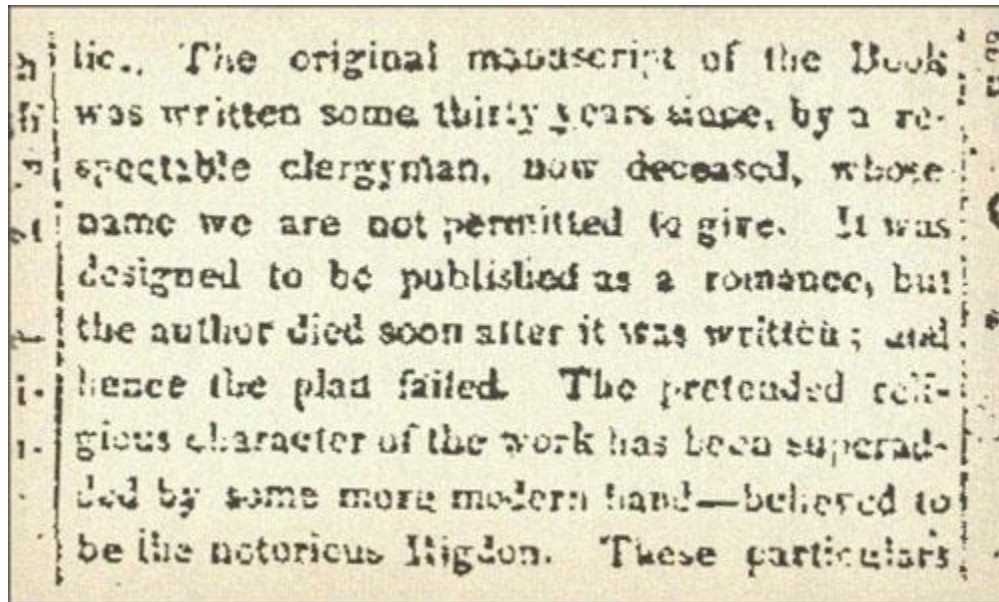 lic.. The original manuscript of the Book
was written some thirty years since, by a re-
spectable clergyman, now deceased, whose
name we are not permitted to give. It was
designed to be published as a romance, but
the author died soon after it was written; and
hence the plan failed. The pretended reli-
gious character of the work has been superad-
ded by some more modern hand—believed to
be the notorious Rigdon. These particulars